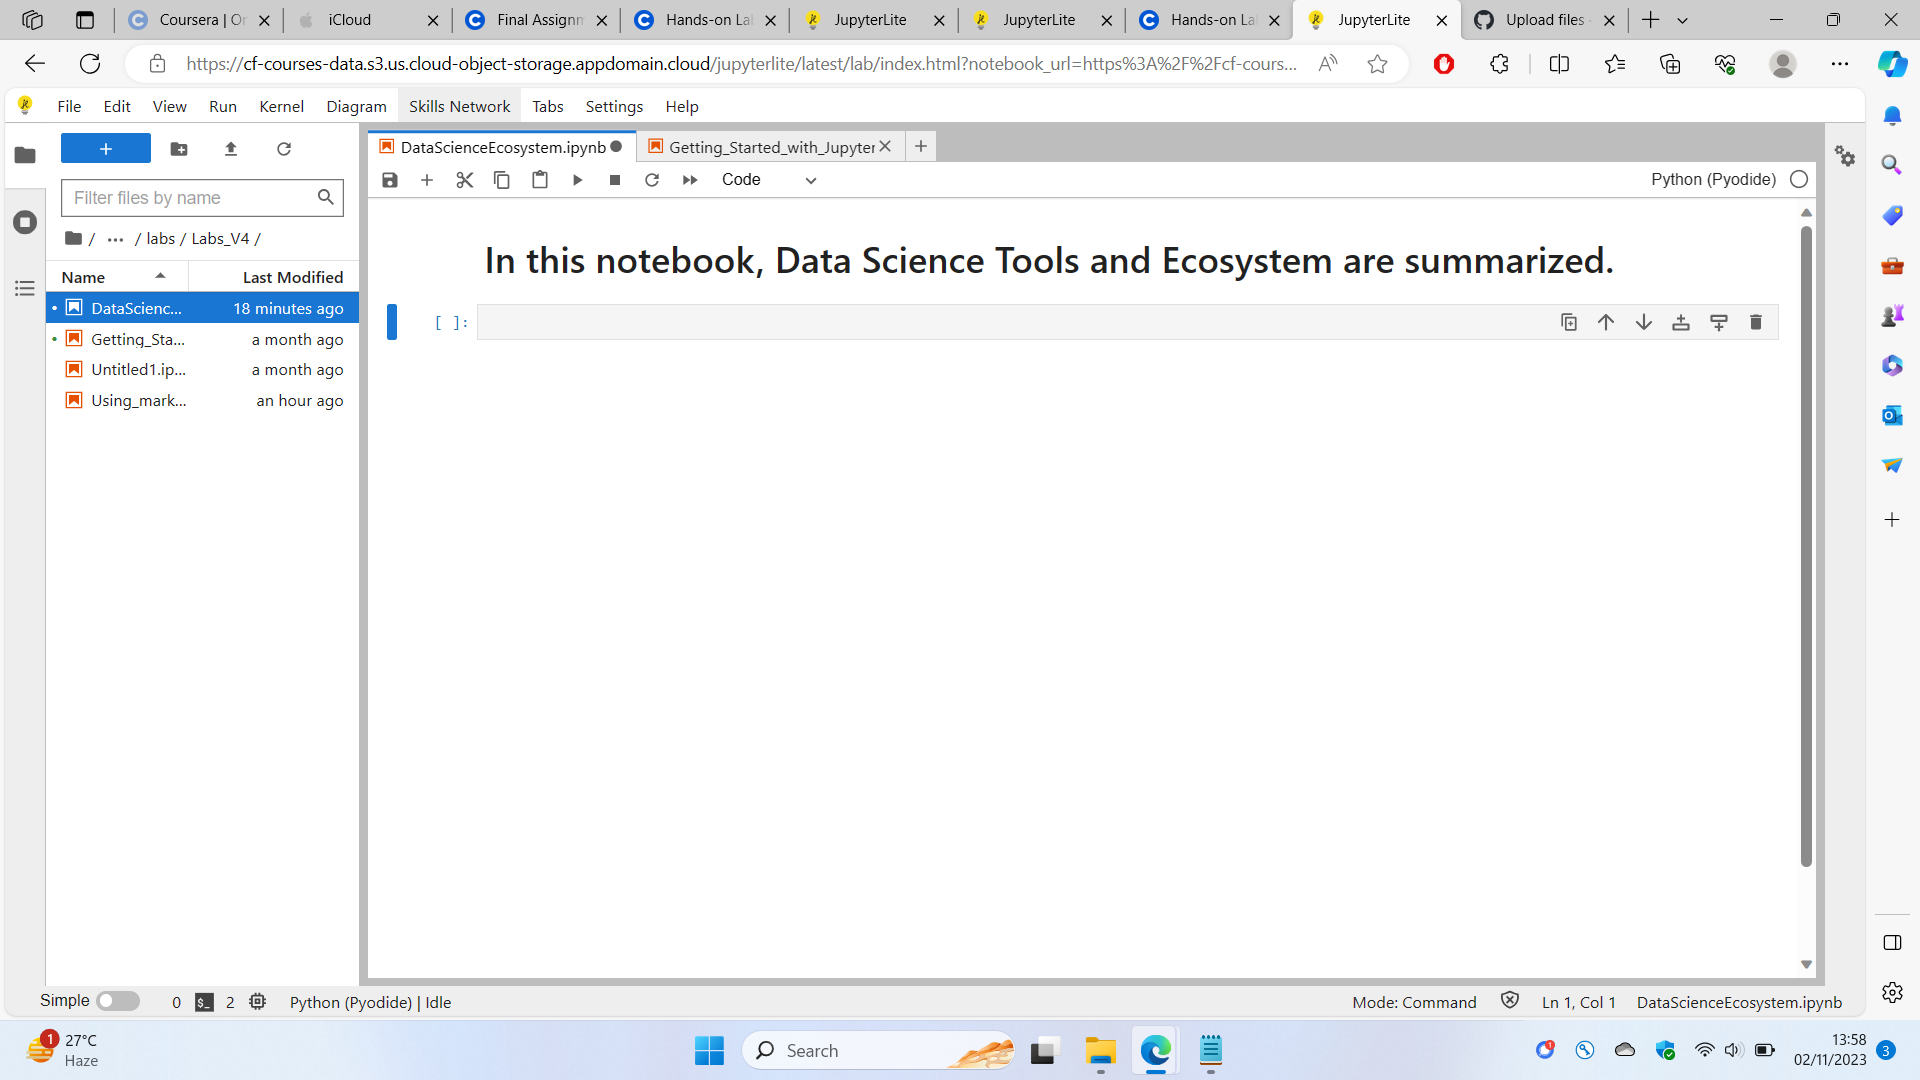 Coursera | Or
iCloud
Final Assignm
Hands-on La
JupyterLite
JupyterLite
Hands-on La
JupyterLite
Upload files
https://cf-courses-data.s3.us.cloud-object-storage.appdomain.cloud/jupyterlite/latest/lab/index.html?notebook_url=https%3A%2F%2Fcf-cours...
File Edit View Run Kernel Diagram Skills Network Tabs Settings Help
DataScienceEcosystem.ipynb
Getting_Started_with_Jupyter
Code
Python (Pyodide)
Filter files by name
/ ... / labs / Labs_V4 /
Name Last Modified
DataScienc... 18 minutes ago
Getting_Sta... a month ago
Untitled1.ip... a month ago
Using_mark... an hour ago
In this notebook, Data Science Tools and Ecosystem are summarized.
[ ]:
Simple 0 2 Python (Pyodide) | Idle
Mode: Command Ln 1, Col 1 DataScienceEcosystem.ipynb
1 27°C
Haze
Search
13:58
02/11/2023
3